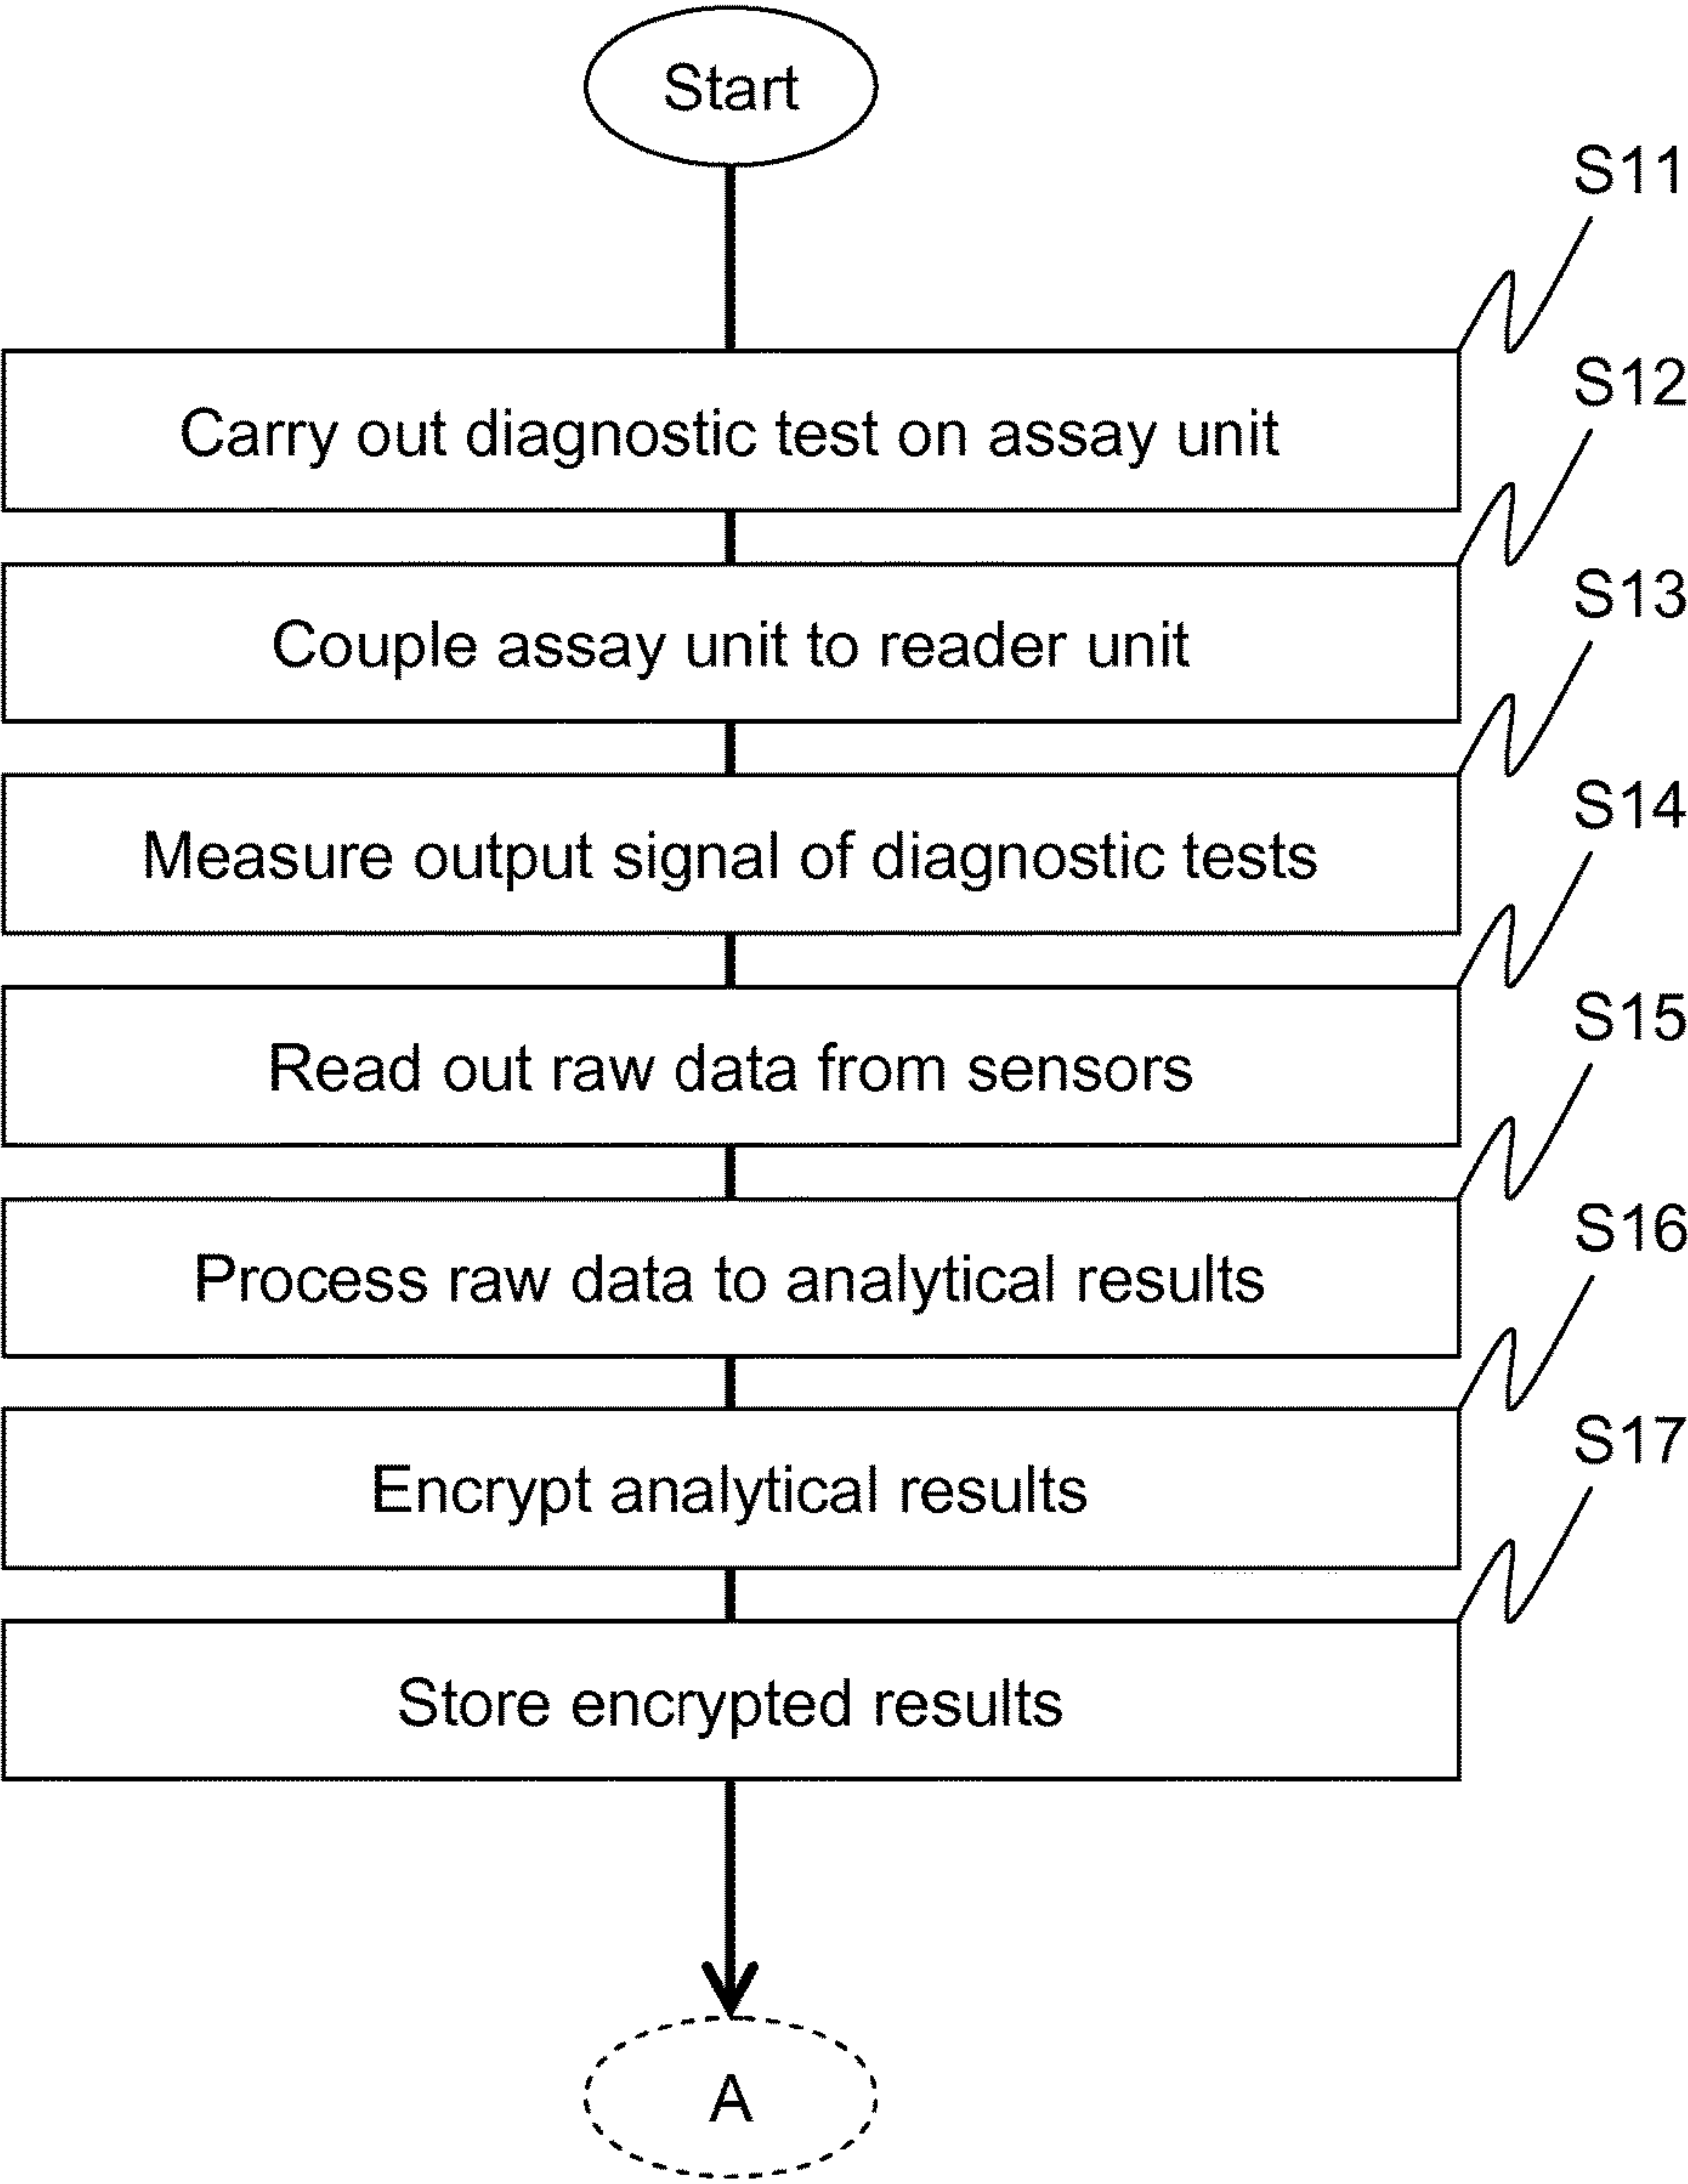 Start
S11
Carry out diagnostic test on assay unit
S12
Couple assay unit to reader unit
S13
Measure output signal of diagnostic tests
S14
Read out raw data from sensors
S15
Process raw data to analytical results
S16
Encrypt analytical results
S17
Store encrypted results
A